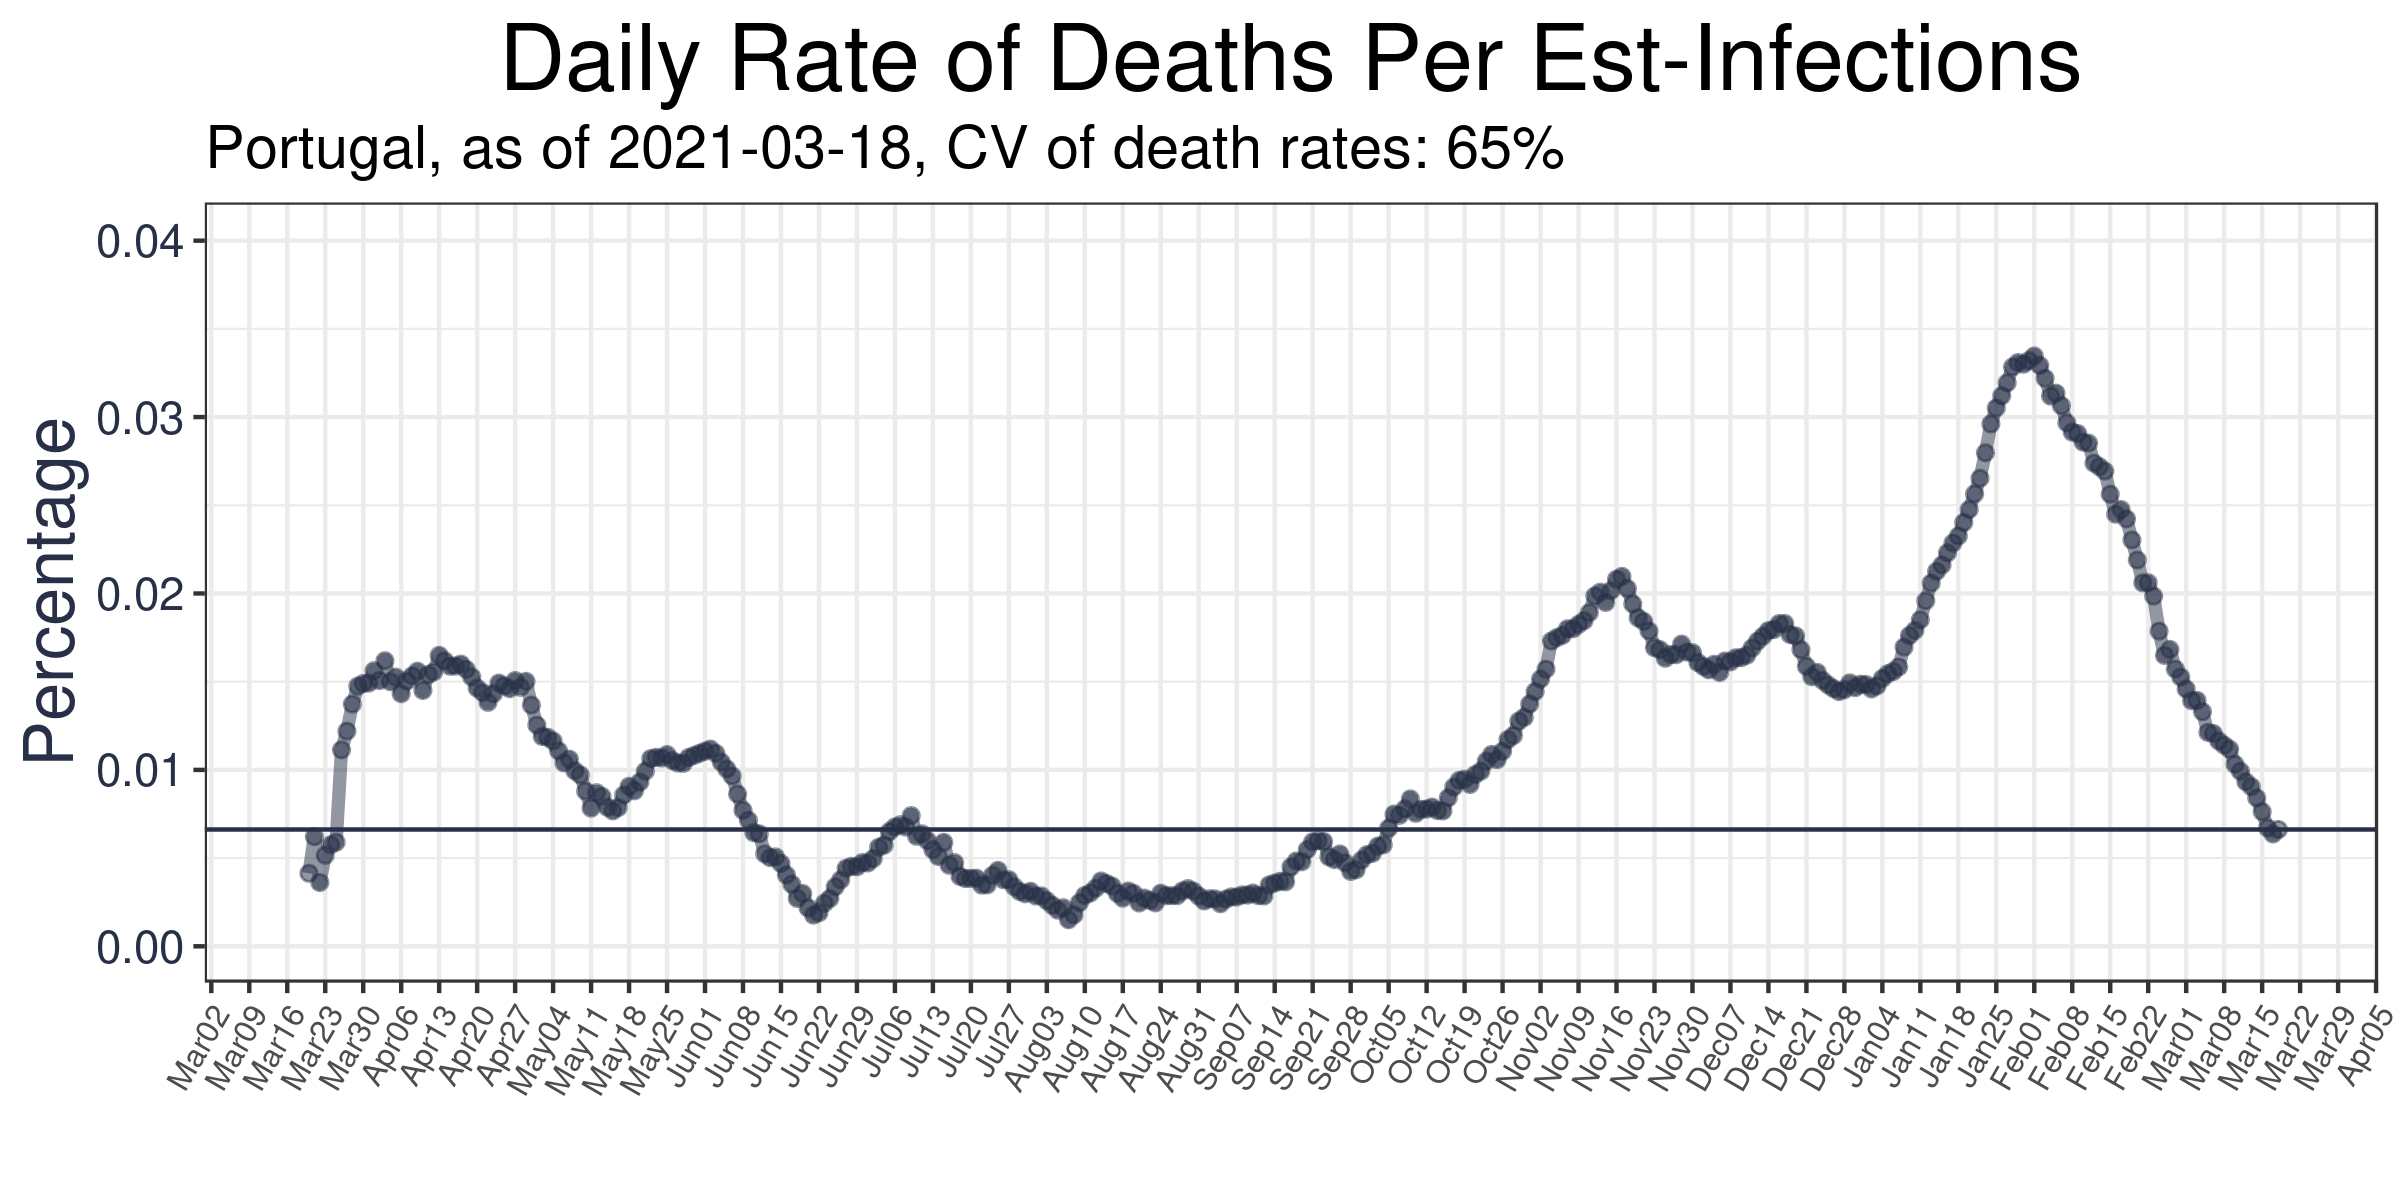 Daily Rate of Deaths Per Est-Infections
Portugal, as of 2021-03-18, CV of death rates: 65%
Percentage
0.04
0.03
0.02
0.01
0.00
Mar02
Mar09
Mar16
Mar23
Mar30
Apr06
Apr13
Apr20
Apr27
May04
May11
May18
May25
Jun01
Jun08
Jun15
Jun22
Jun29
Jul06
Jul13
Jul20
Jul27
Aug03
Aug10
Aug17
Aug24
Aug31
Sep07
Sep14
Sep21
Sep28
Oct05
Oct12
Oct19
Oct26
Nov02
Nov09
Nov16
Nov23
Nov30
Dec07
Dec14
Dec21
Dec28
Jan04
Jan11
Jan18
Jan25
Feb01
Feb08
Feb15
Feb22
Mar01
Mar08
Mar15
Mar22
Mar29
Apr05